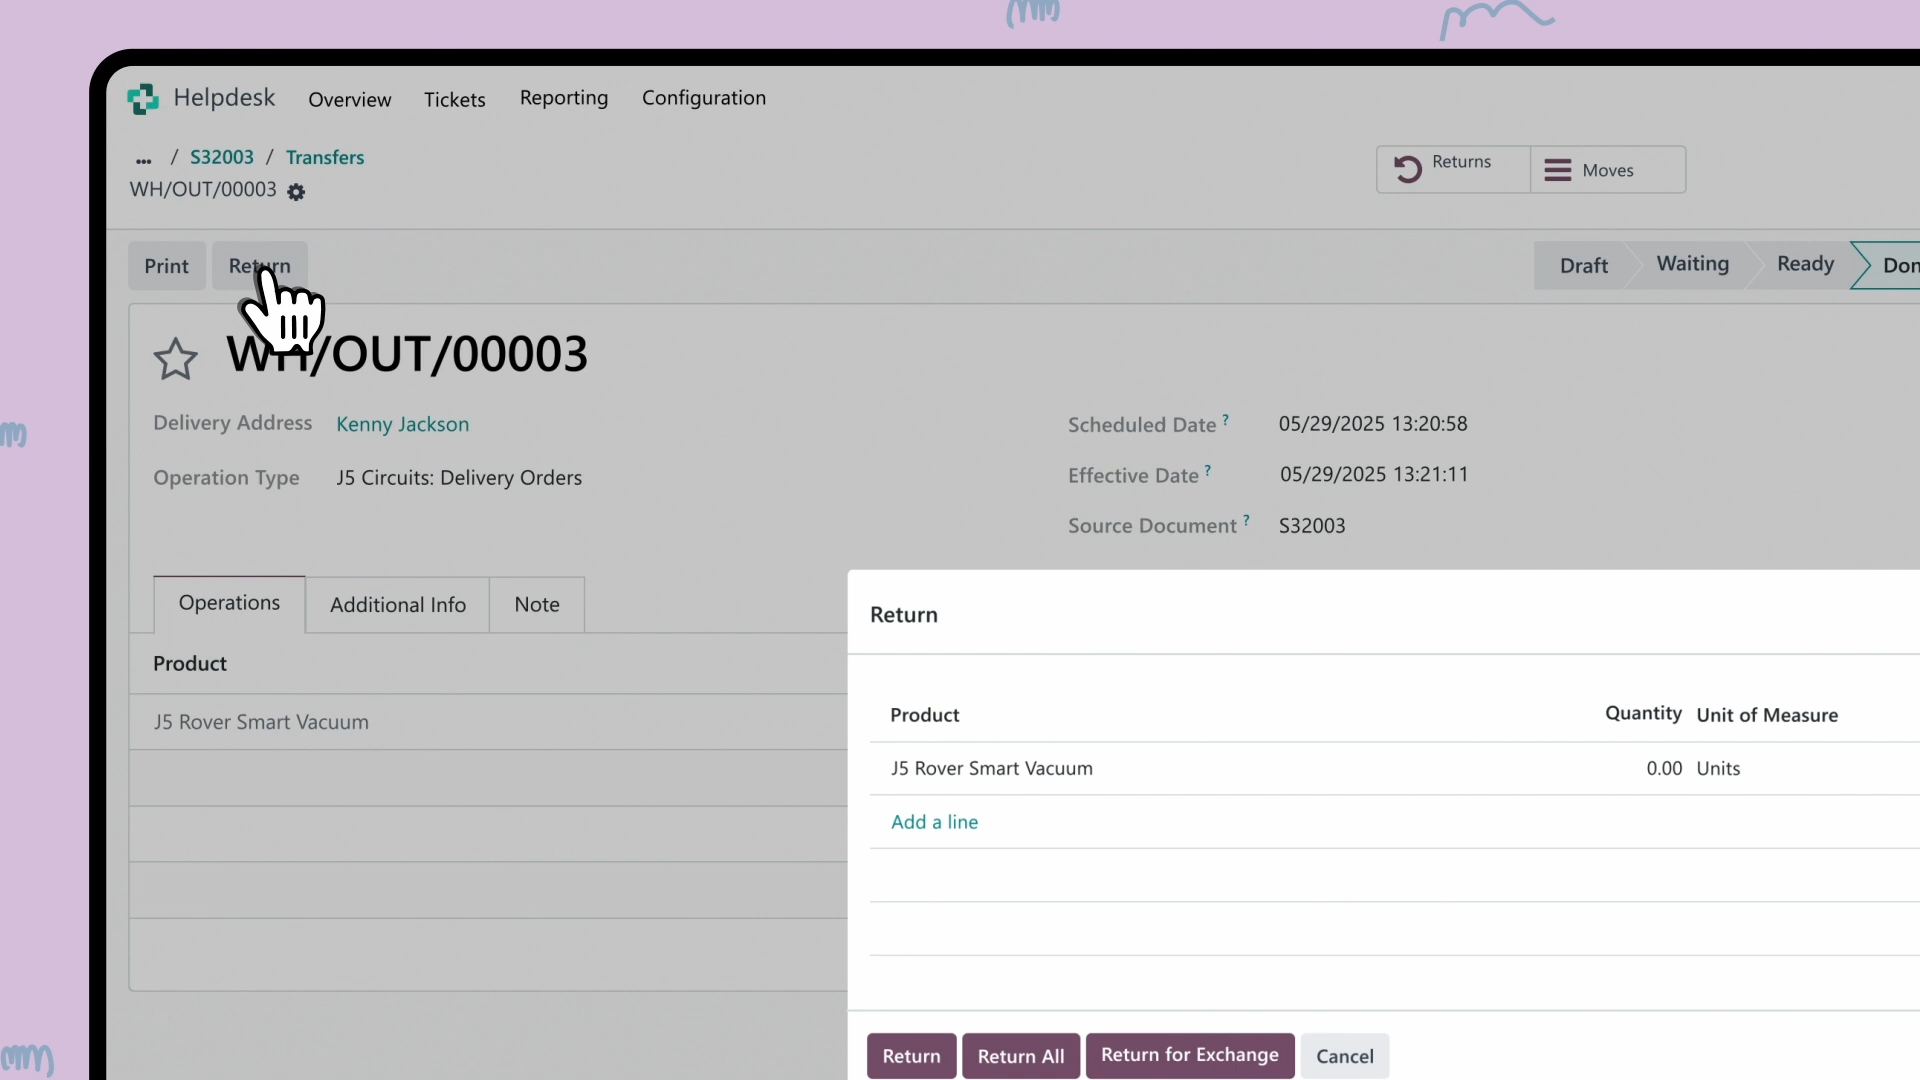 Helpdesk Overview Tickets Reporting Configuration
... / S32003 / Transfers
WH/OUT/00003
Returns Moves
Print Return
Draft Waiting Ready Don
WH/OUT/00003
Delivery Address Kenny Jackson
Scheduled Date ? 05/29/2025 13:20:58
Operation Type J5 Circuits: Delivery Orders
Effective Date ? 05/29/2025 13:21:11
Source Document ? S32003
Operations Additional Info Note
Product
J5 Rover Smart Vacuum
Return
Product Quantity Unit of Measure
J5 Rover Smart Vacuum 0.00 Units
Add a line
Return Return All Return for Exchange Cancel